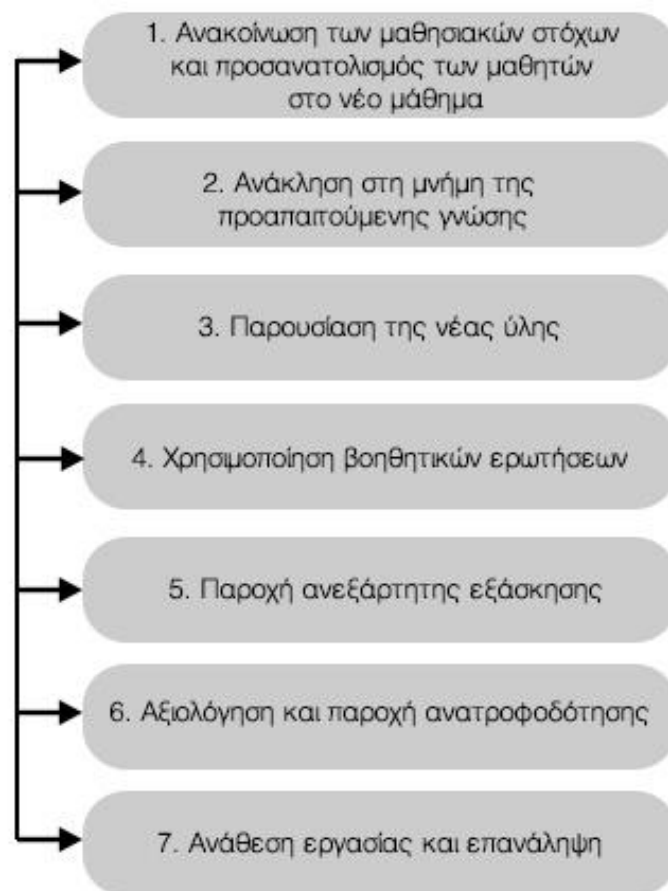 1. Ανακοίνωση των μαθησιακών στόχων
και προσανατολισμός των μαθητών
στο νέο μάθημα
2. Ανάκληση στη μνήμη της
προαπαιτούμενης γνώσης
3. Παρουσίαση της νέας ύλης
4. Χρησιμοποίηση βοηθητικών ερωτήσεων
5. Παροχή ανεξάρτητης εξάσκησης
6. Αξιολόγηση και παροχή ανατροφοδότησης
7. Ανάθεση εργασίας και επανάληψη